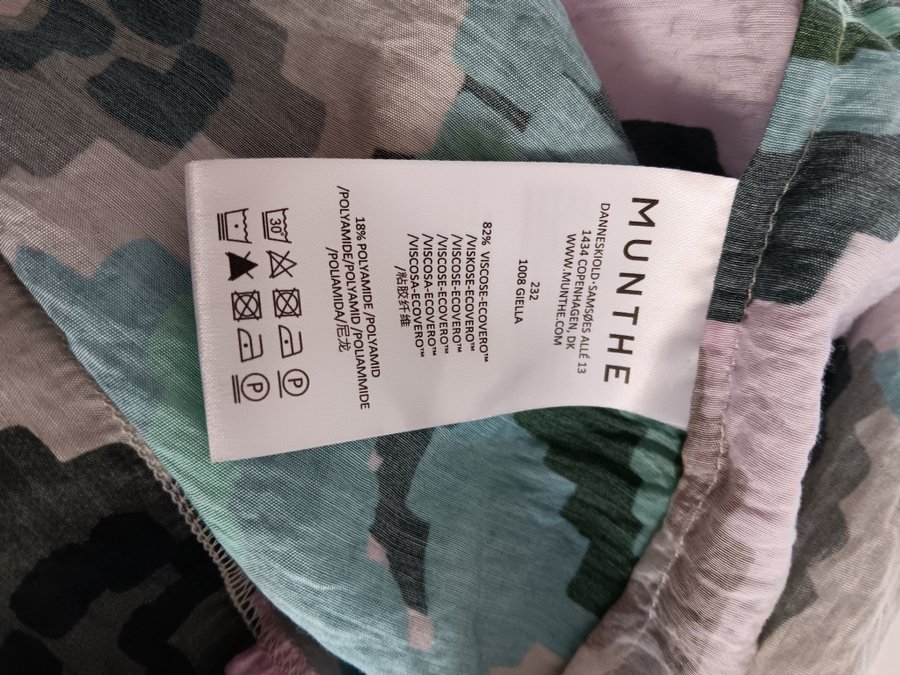 MUNTHE
DANNESKIOLD-SAMSØES ALLÉ 13
1434 COPENHAGEN, DK
WWW.MUNTHE.COM
232
1008 GIELLA
82% VISCOSE-ECOVERO™
/VISKOSE-ECOVERO™
/VISCOSE-ECOVERO™
/VISCOSA-ECOVERO™
/VISCOSA-ECOVERO™
/粘胶纤维
18% POLYAMIDE /POLYAMID
/POLYAMIDE/POLYAMID /POLIAMMIDE
/POLIAMIDA/尼龙
30°
P
P